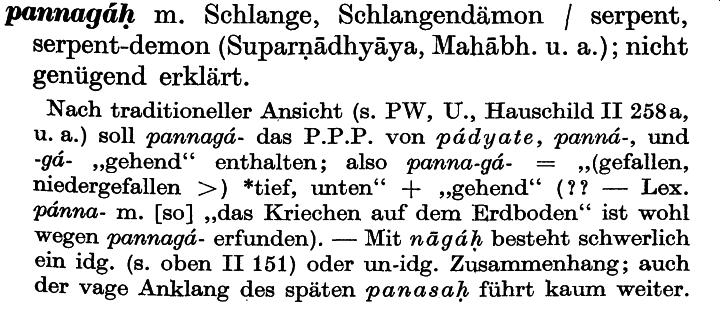 pannagáḥ m. Schlange, Schlangendämon / serpent,
serpent-demon (Suparṇādhyāya, Mahābh. u. a.); nicht
genügend erklärt.
Nach traditioneller Ansicht (s. PW, U., Hauschild II 258a,
u. a.) soll pannagá- das P.P.P. von pádyate, panná-, und
-gá- „gehend“ enthalten; also panna-gá- = „(gefallen,
niedergefallen >) *tief, unten“ + „gehend“ (?? — Lex.
pánna- m. [so] „das Kriechen auf dem Erdboden“ ist wohl
wegen pannagá- erfunden). — Mit nāgáḥ besteht schwerlich
ein idg. (s. oben II 151) oder un-idg. Zusammenhang; auch
der vage Anklang des späten panasaḥ führt kaum weiter.